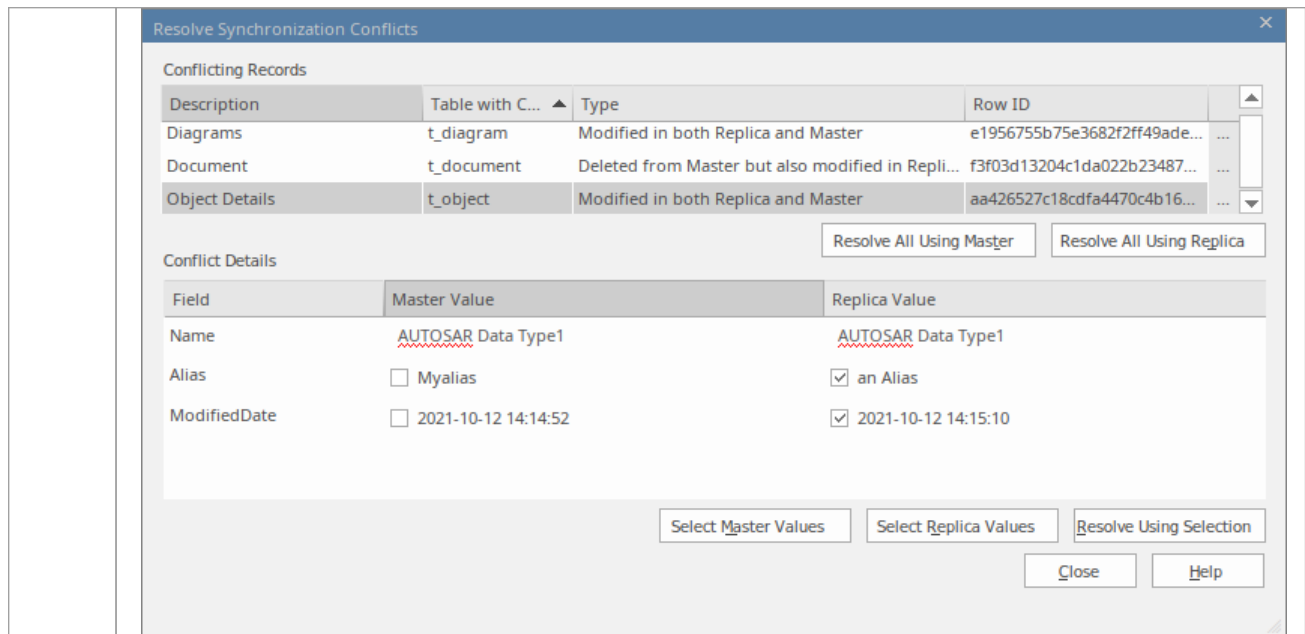 Resolve Synchronization Conflicts
Conflicting Records
Description Table with C... Type Row ID
Diagrams t_diagram Modified in both Replica and Master e1956755b75e3682f2ff49ade... ...
Document t_document Deleted from Master but also modified in Repli... f3f03d13204c1da022b23487... ...
Object Details t_object Modified in both Replica and Master aa426527c18cdfa4470c4b16... ...
Resolve All Using Master Resolve All Using Replica
Conflict Details
Field Master Value Replica Value
Name AUTOSAR Data Type1 AUTOSAR Data Type1
Alias Myalias an Alias
ModifiedDate 2021-10-12 14:14:52 2021-10-12 14:15:10
Select Master Values Select Replica Values Resolve Using Selection
Close Help